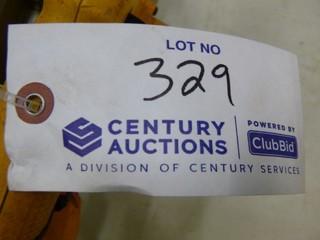 LOT NO
329
CENTURY AUCTIONS
POWERED BY ClubBid
A DIVISION OF CENTURY SERVICES